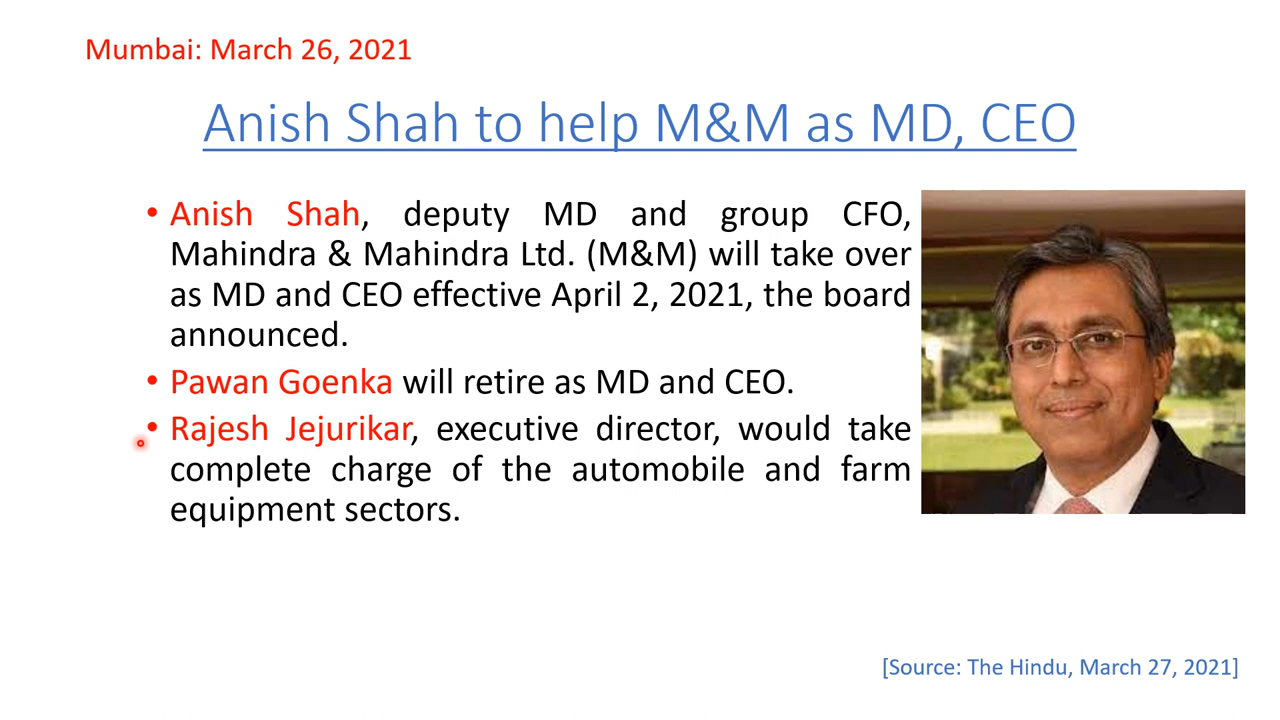 Mumbai: March 26, 2021
Anish Shah to help M&M as MD, CEO
• Anish Shah, deputy MD and group CFO,
Mahindra & Mahindra Ltd. (M&M) will take over
as MD and CEO effective April 2, 2021, the board
announced.
• Pawan Goenka will retire as MD and CEO.
• Rajesh Jejurikar, executive director, would take
complete charge of the automobile and farm
equipment sectors.
[Source: The Hindu, March 27, 2021]